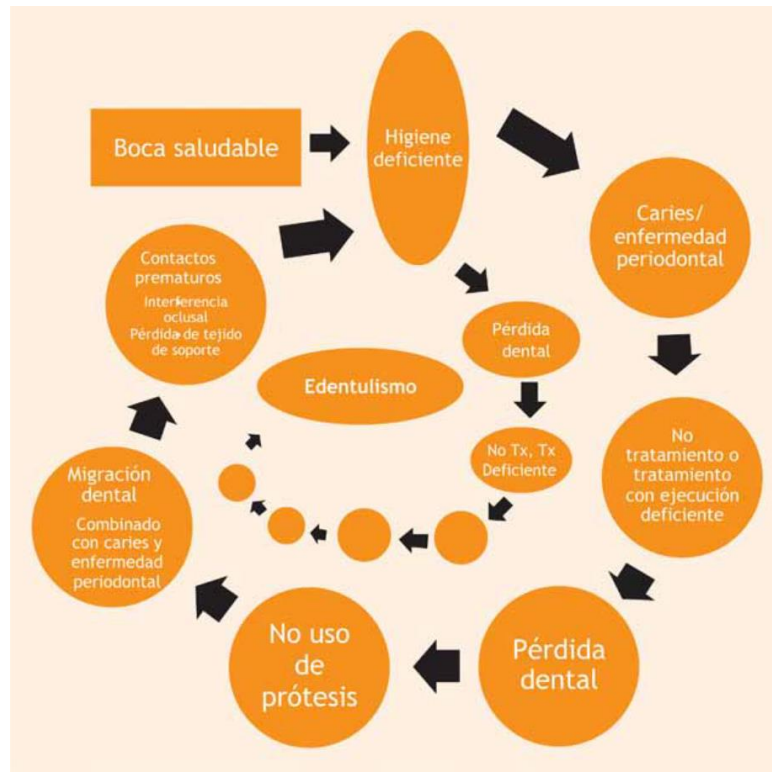 Boca saludable
Higiene
deficiente
Caries/
enfermedad
periodontal
No
tratamiento o
tratamiento
con ejecución
deficiente
Pérdida
dental
No uso
de
prótesis
Migración
dental
Combinado
con caries y
enfermedad
periodontal
Contactos
prematuros
Interferencia
oclusal
Pérdida de tejido
de soporte
Pérdida
dental
No Tx, Tx
Deficiente
Edentulismo